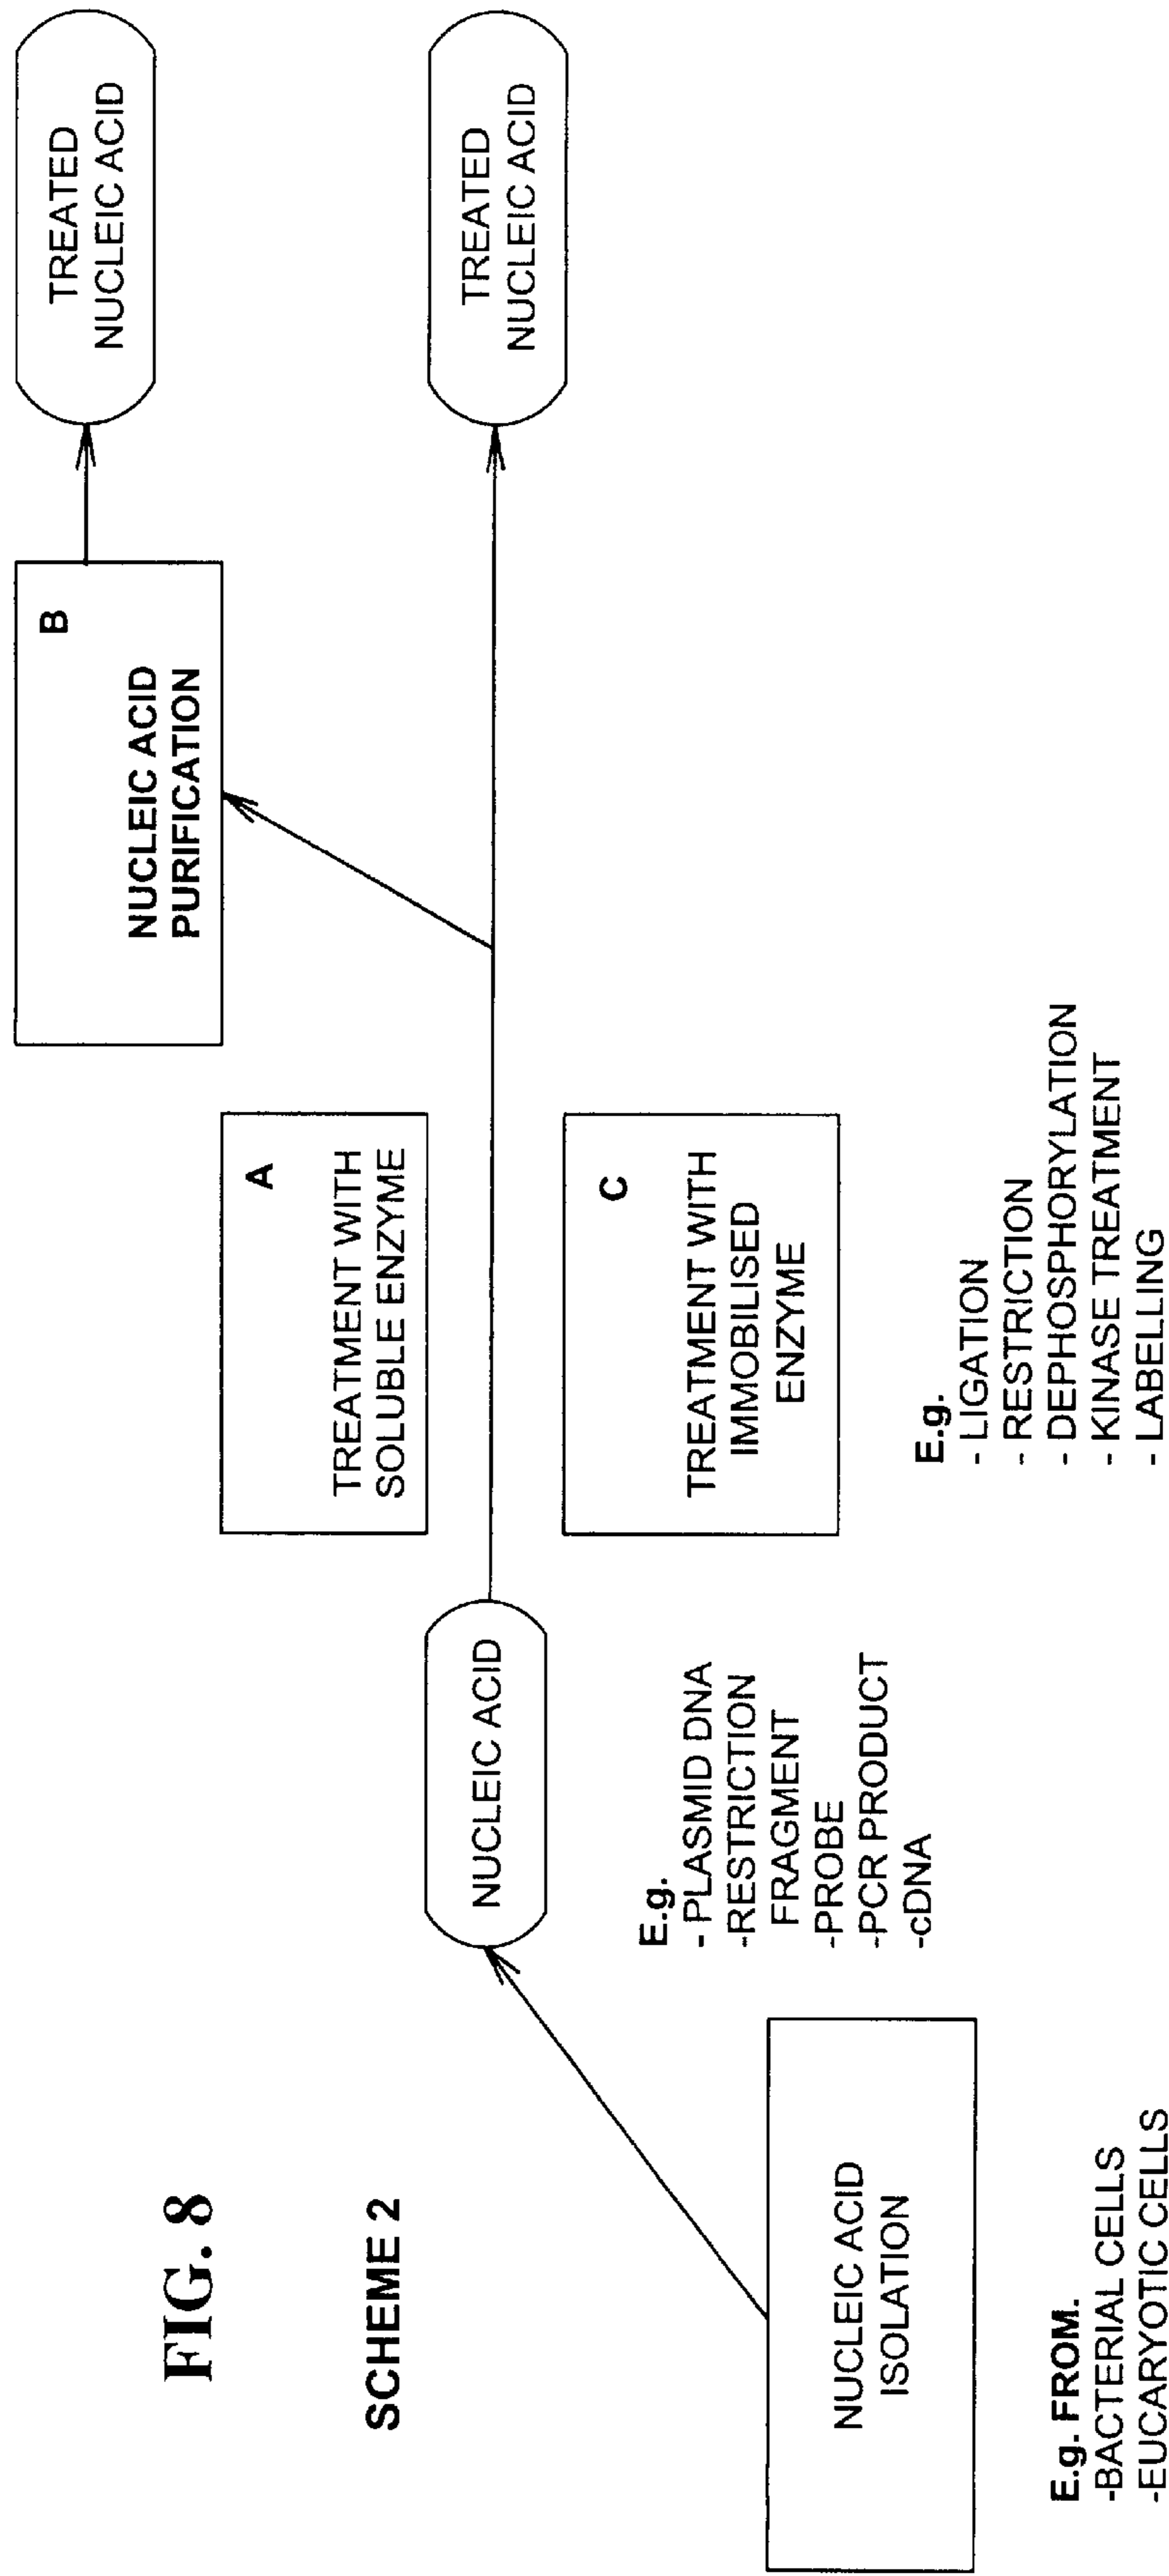 FIG. 8
SCHEME 2
NUCLEIC ACID
ISOLATION
E.g. FROM.
-BACTERIAL CELLS
-EUCARYOTIC CELLS
NUCLEIC ACID
E.g.
- PLASMID DNA
-RESTRICTION
FRAGMENT
-PROBE
-PCR PRODUCT
-cDNA
A
TREATMENT WITH
SOLUBLE ENZYME
C
TREATMENT WITH
IMMOBILISED
ENZYME
E.g.
- LIGATION
- RESTRICTION
- DEPHOSPHORYLATION
- KINASE TREATMENT
- LABELLING
B
NUCLEIC ACID
PURIFICATION
TREATED
NUCLEIC ACID
TREATED
NUCLEIC ACID